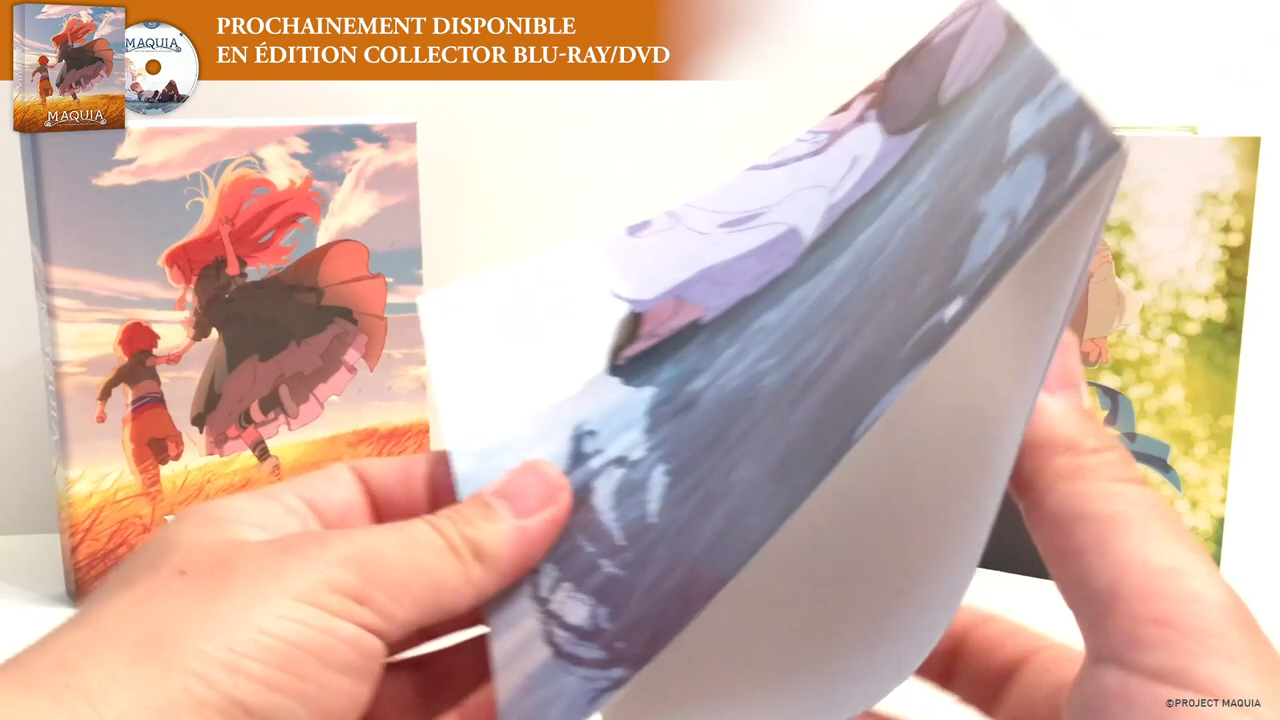 PROCHAINEMENT DISPONIBLE
EN ÉDITION COLLECTOR BLU-RAY/DVD
MAQUIA
MAQUIA
©PROJECT MAQUIA